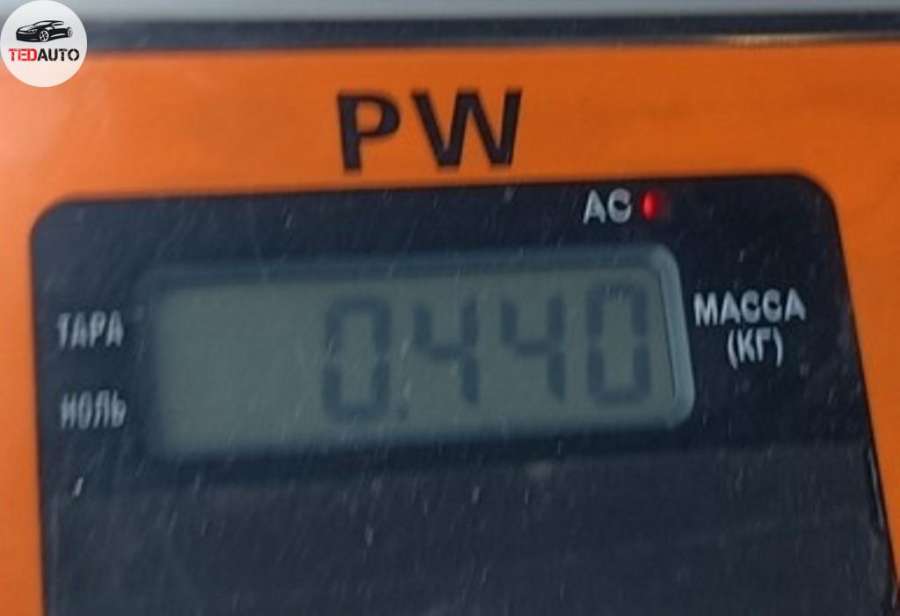 TEDAUTO
PW
AC
ТАРА
НОЛЬ
0.440
МАССА
(КГ)